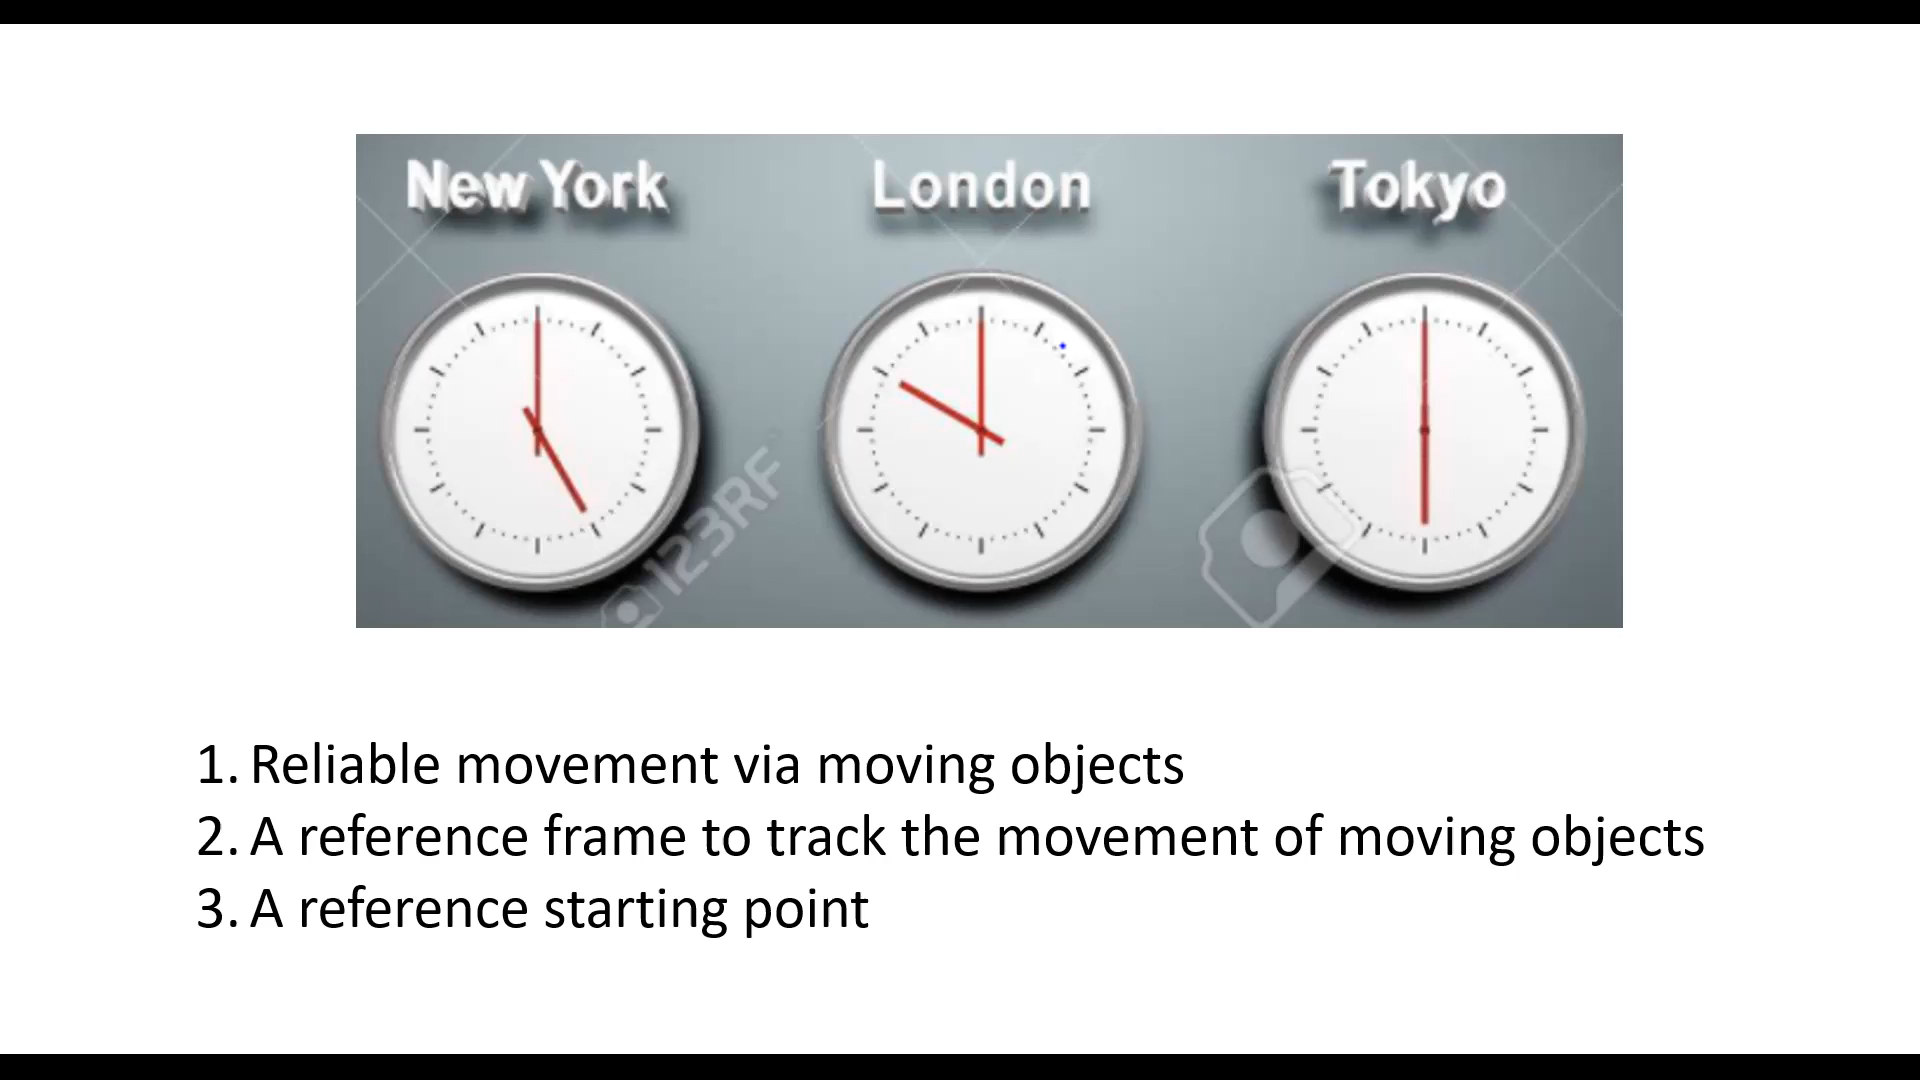 New York London Tokyo
123RF
1. Reliable movement via moving objects
2. A reference frame to track the movement of moving objects
3. A reference starting point